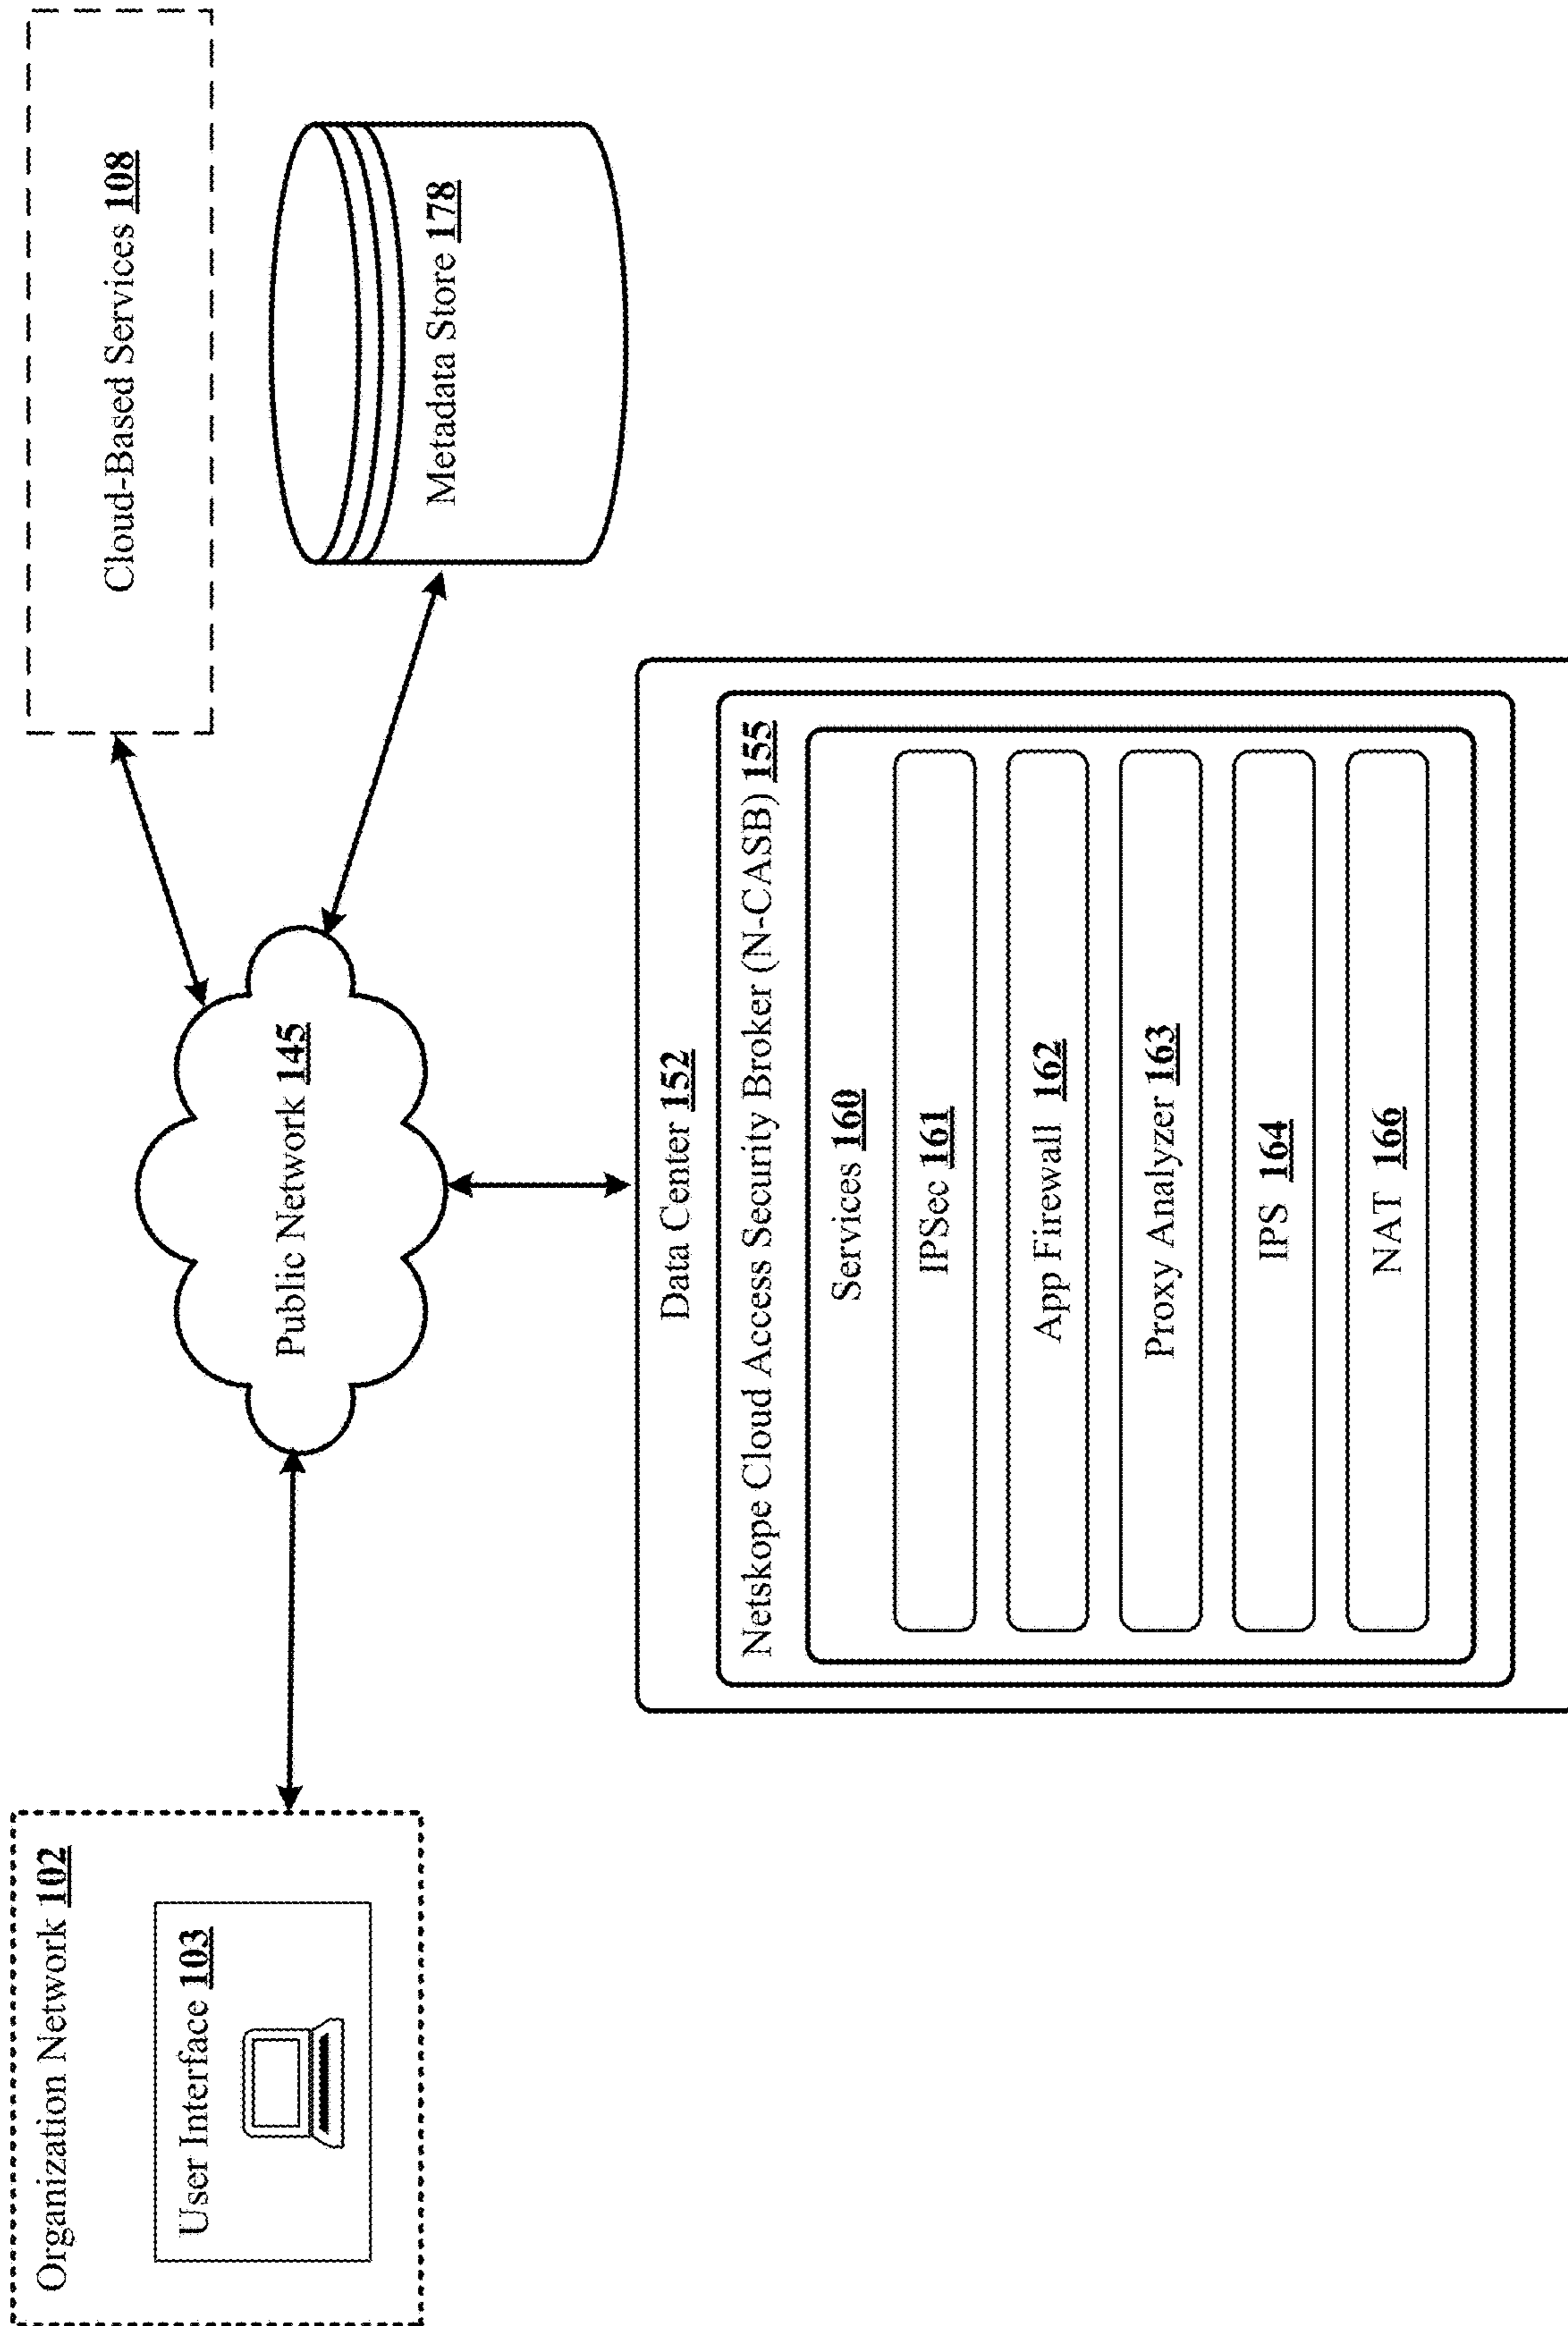 Organization Network 102
User Interface 103
Public Network 145
Cloud-Based Services 108
Metadata Store 178
Data Center 152
Netskope Cloud Access Security Broker (N-CASB) 155
Services 160
IPSec 161
App Firewall 162
Proxy Analyzer 163
IPS 164
NAT 166